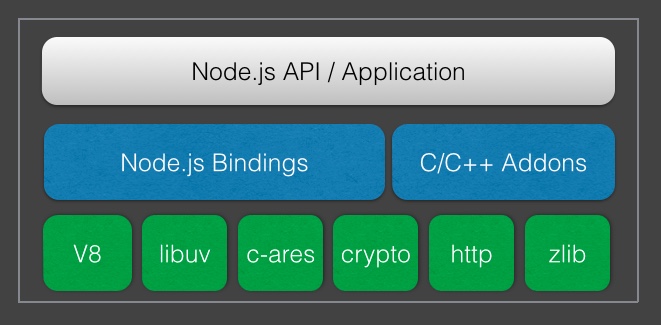 Node.js API / Application
Node.js Bindings
C/C++ Addons
V8
libuv
c-ares
crypto
http
zlib